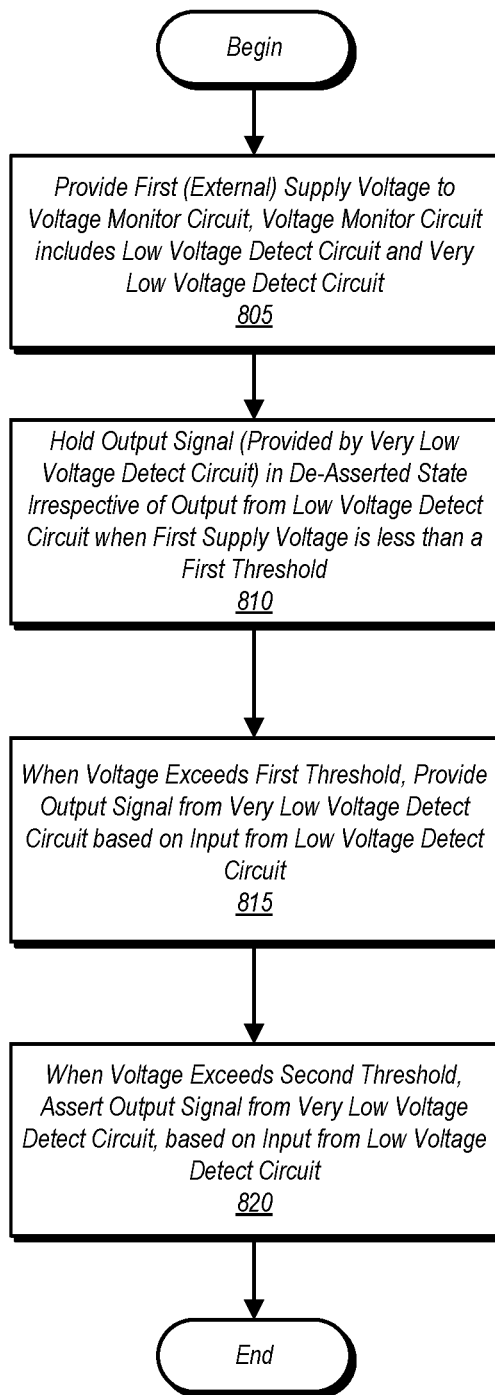 Begin
Provide First (External) Supply Voltage to
Voltage Monitor Circuit, Voltage Monitor Circuit
includes Low Voltage Detect Circuit and Very
Low Voltage Detect Circuit
805
Hold Output Signal (Provided by Very Low
Voltage Detect Circuit) in De-Asserted State
Irrespective of Output from Low Voltage Detect
Circuit when First Supply Voltage is less than a
First Threshold
810
When Voltage Exceeds First Threshold, Provide
Output Signal from Very Low Voltage Detect
Circuit based on Input from Low Voltage Detect
Circuit
815
When Voltage Exceeds Second Threshold,
Assert Output Signal from Very Low Voltage
Detect Circuit, based on Input from Low Voltage
Detect Circuit
820
End